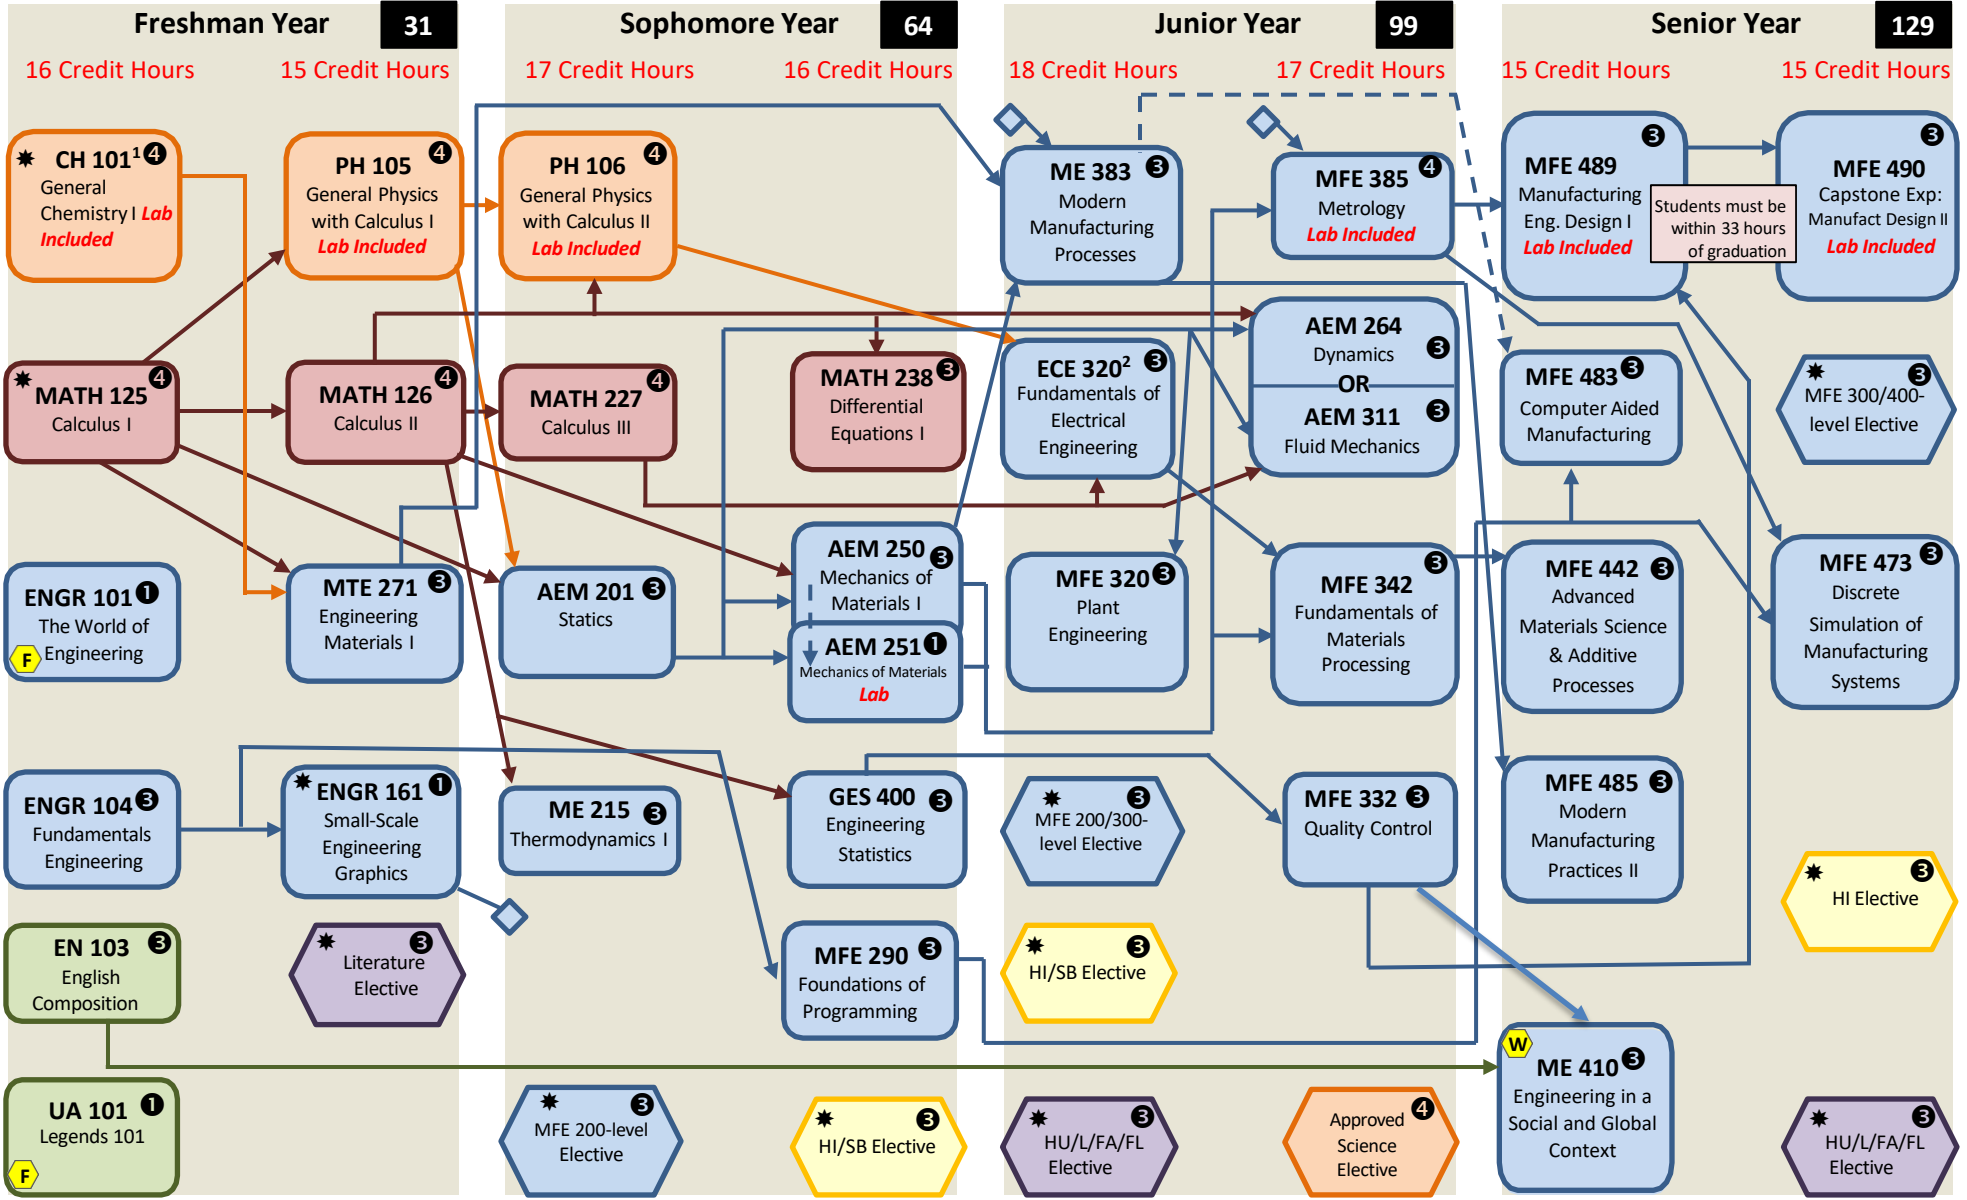 Freshman Year 31
Sophomore Year 64
Junior Year 99
Senior Year 129
16 Credit Hours
15 Credit Hours
17 Credit Hours
16 Credit Hours
18 Credit Hours
17 Credit Hours
15 Credit Hours
15 Credit Hours
CH 101¹ 4
General
Chemistry I Lab
Included
MATH 125 4
Calculus I
ENGR 101 1
The World of
Engineering
F
ENGR 104 3
Fundamentals
Engineering
EN 103 3
English
Composition
UA 101 1
Legends 101
F
PH 105 4
General Physics
with Calculus I
Lab Included
MATH 126 4
Calculus II
MTE 271 3
Engineering
Materials I
ENGR 161 1
Small-Scale
Engineering
Graphics
3
Literature
Elective
PH 106 4
General Physics
with Calculus II
Lab Included
MATH 227 4
Calculus III
AEM 201 3
Statics
ME 215 3
Thermodynamics I
3
MFE 200-level
Elective
MATH 238 3
Differential
Equations I
AEM 250 3
Mechanics of
Materials I
AEM 251 1
Mechanics of Materials
Lab
GES 400 3
Engineering
Statistics
MFE 290 3
Foundations of
Programming
3
HI/SB Elective
ME 383 3
Modern
Manufacturing
Processes
ECE 320² 3
Fundamentals of
Electrical
Engineering
MFE 320 3
Plant
Engineering
3
MFE 200/300-
level Elective
3
HI/SB Elective
3
HU/L/FA/FL
Elective
MFE 385 4
Metrology
Lab Included
AEM 264
Dynamics 3
OR
AEM 311 3
Fluid Mechanics
3
MFE 342
Fundamentals of
Materials
Processing
MFE 332 3
Quality Control
4
Approved
Science
Elective
3
MFE 489
Manufacturing
Eng. Design I
Lab Included
Students must be
within 33 hours
of graduation
MFE 483 3
Computer Aided
Manufacturing
MFE 442 3
Advanced
Materials Science
& Additive
Processes
MFE 485 3
Modern
Manufacturing
Practices II
W
ME 410 3
Engineering in a
Social and Global
Context
3
MFE 490
Capstone Exp:
Manufact Design II
Lab Included
3
MFE 300/400-
level Elective
MFE 473 3
Discrete
Simulation of
Manufacturing
Systems
3
HI Elective
3
HU/L/FA/FL
Elective